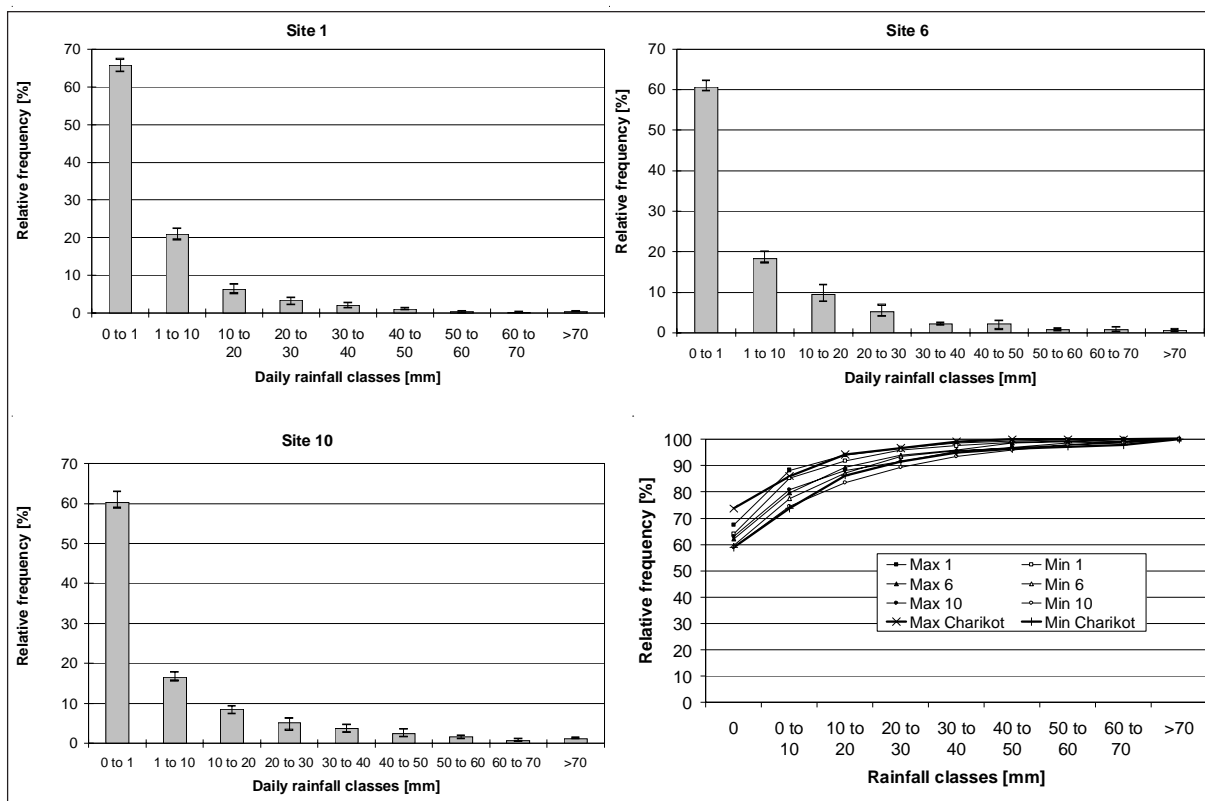 Site 1
Relative frequency [%]
70
60
50
40
30
20
10
0
0 to 1
1 to 10
10 to
20
20 to
30
30 to
40
40 to
50
50 to
60
60 to
70
>70
Daily rainfall classes [mm]
Site 6
Relative frequency [%]
70
60
50
40
30
20
10
0
0 to 1
1 to 10
10 to 20
20 to 30
30 to 40
40 to 50
50 to 60
60 to 70
>70
Daily rainfall classes [mm]
Site 10
Relative frequency [%]
70
60
50
40
30
20
10
0
0 to 1
1 to 10
10 to 20
20 to 30
30 to 40
40 to 50
50 to 60
60 to 70
>70
Daily rainfall classes [mm]
Relative frequency [%]
100
90
80
70
60
50
40
30
20
10
0
Max 1
Min 1
Max 6
Min 6
Max 10
Min 10
Max Charikot
Min Charikot
0
0 to
10
10 to
20
20 to
30
30 to
40
40 to
50
50 to
60
60 to
70
>70
Rainfall classes [mm]